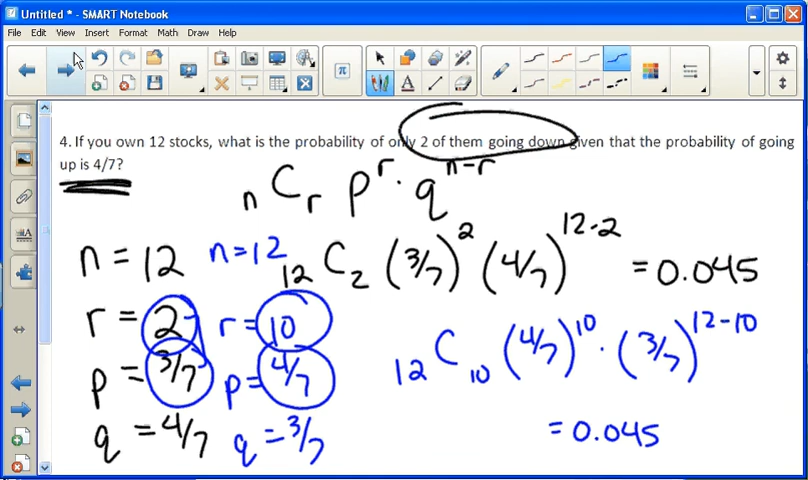 Untitled * - SMART Notebook
File Edit View Insert Format Math Draw Help
4. If you own 12 stocks, what is the probability of only 2 of them going down given that the probability of going
up is 4/7?
nCr p^r · q^n-r
n = 12 n=12 12C2 (3/7)^2 (4/7)^12-2 = 0.045
r = 2 r = 10
12C10 (4/7)^10 · (3/7)^12-10
p = 3/7 p = 4/7
q = 4/7 q = 3/7 = 0.045